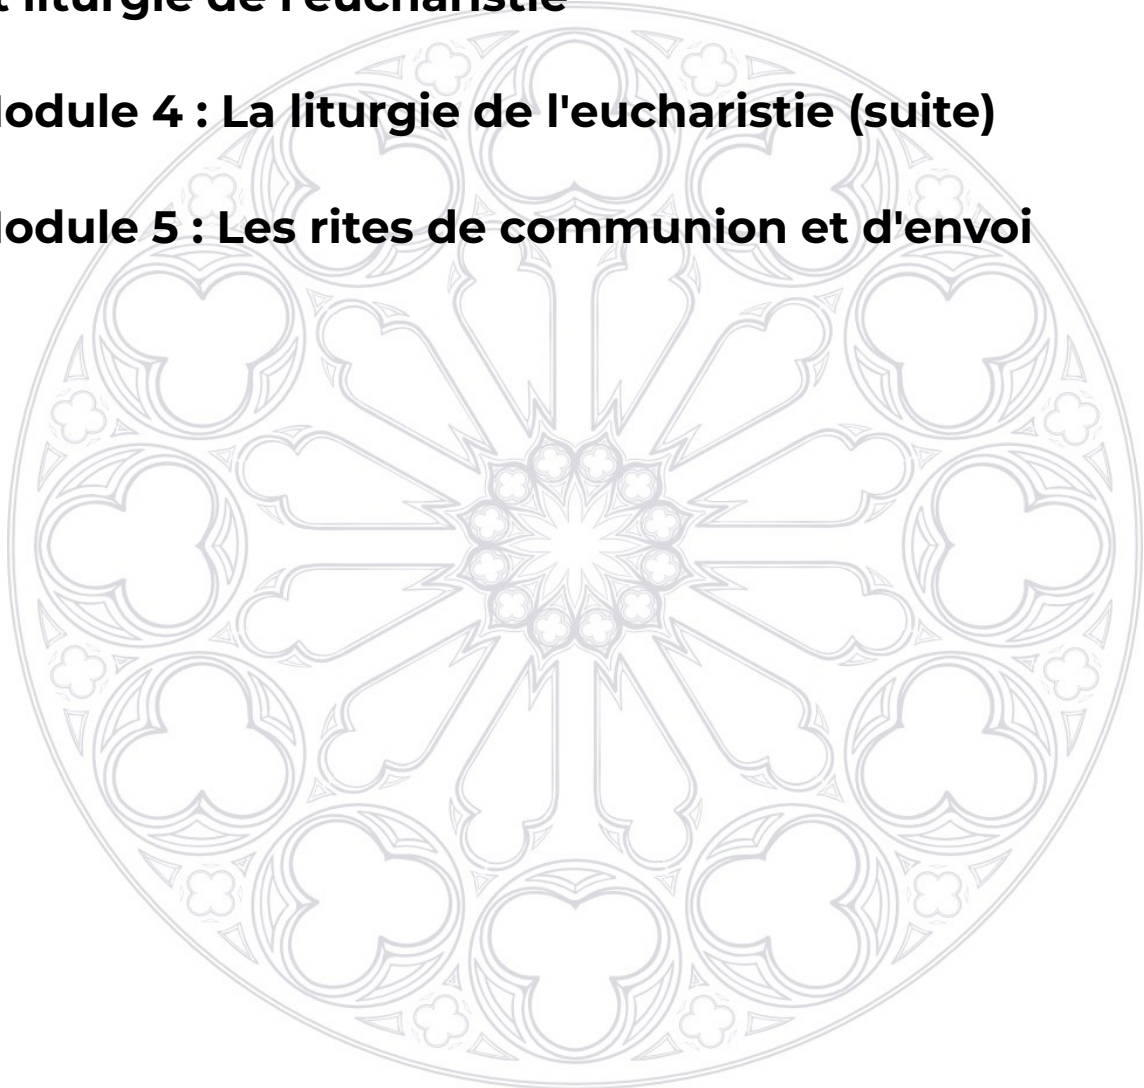 liturgie de l'eucharistie
odule 4 : La liturgie de l'eucharistie (suite)
odule 5 : Les rites de communion et d'envoi